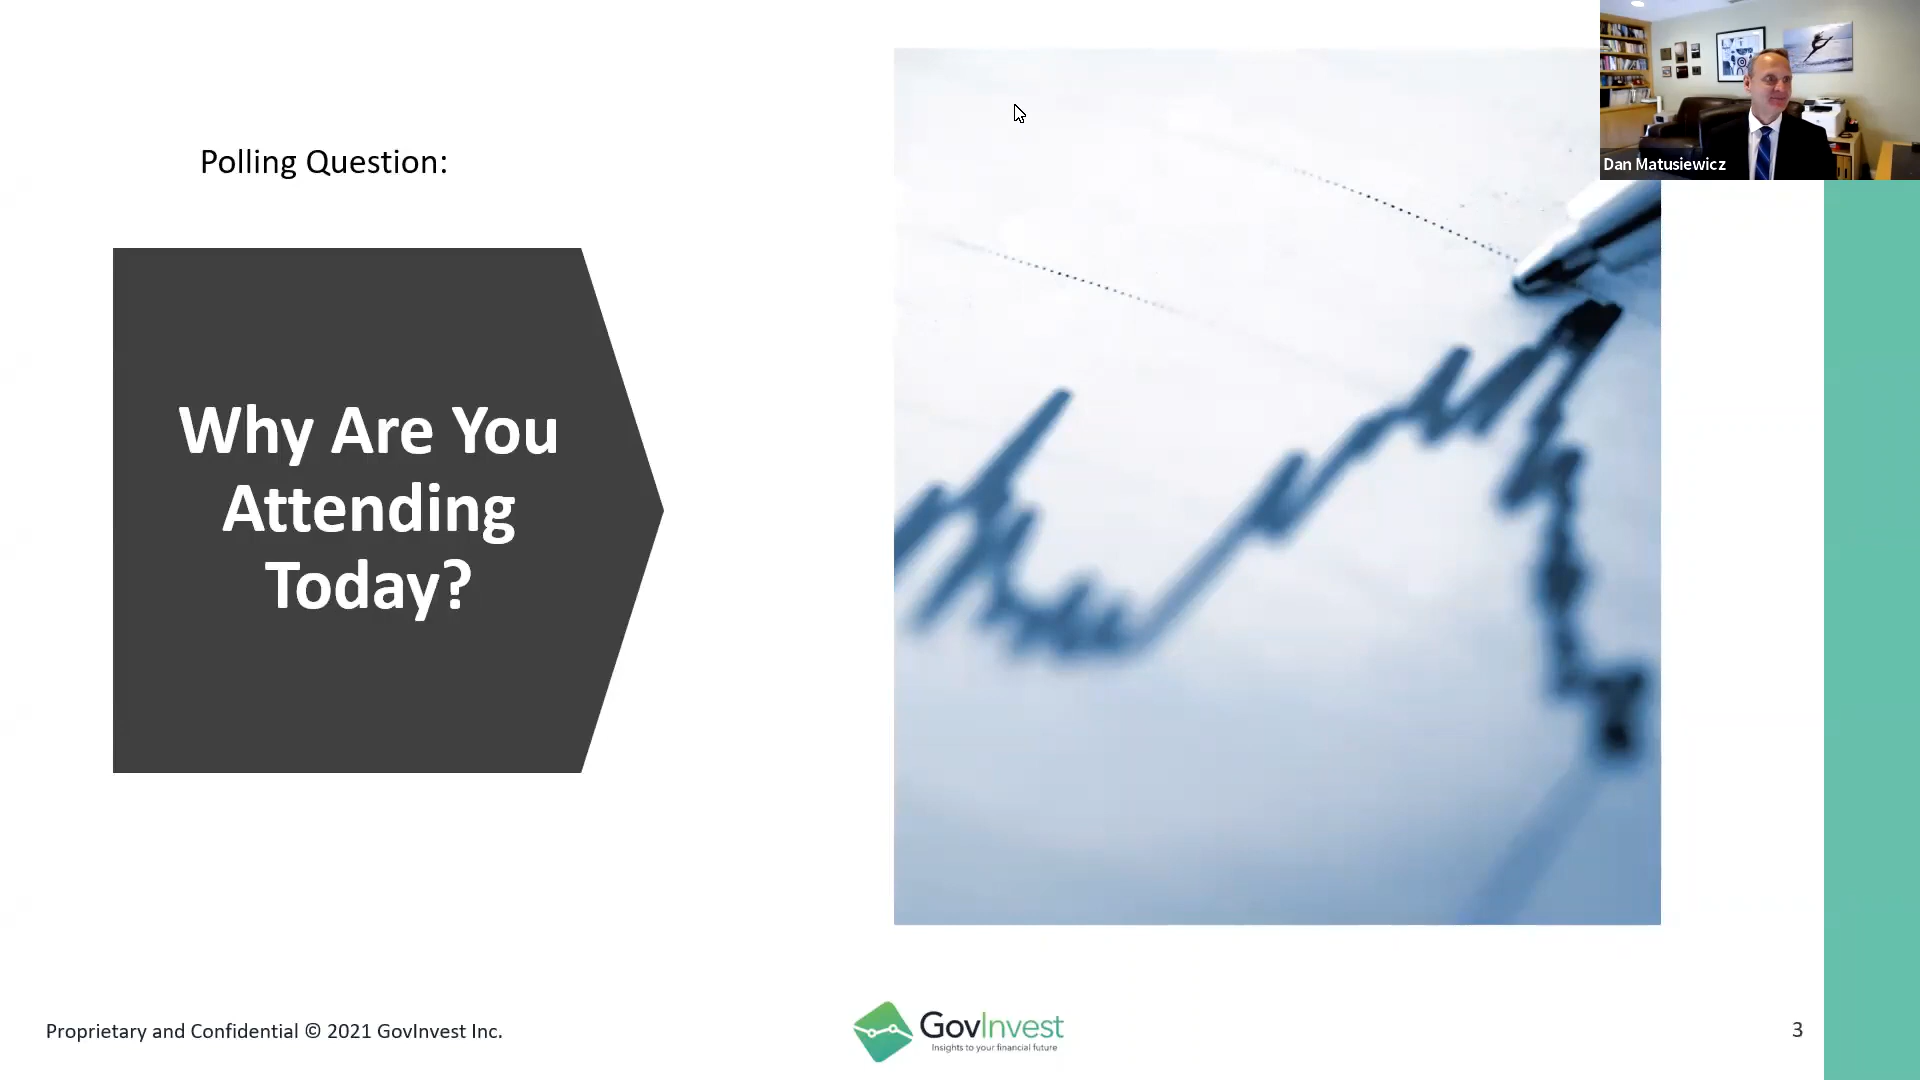 Dan Matusiewicz
Polling Question:
Why Are You
Attending
Today?
Proprietary and Confidential © 2021 GovInvest Inc.
GovInvest
Insights to your financial future
3